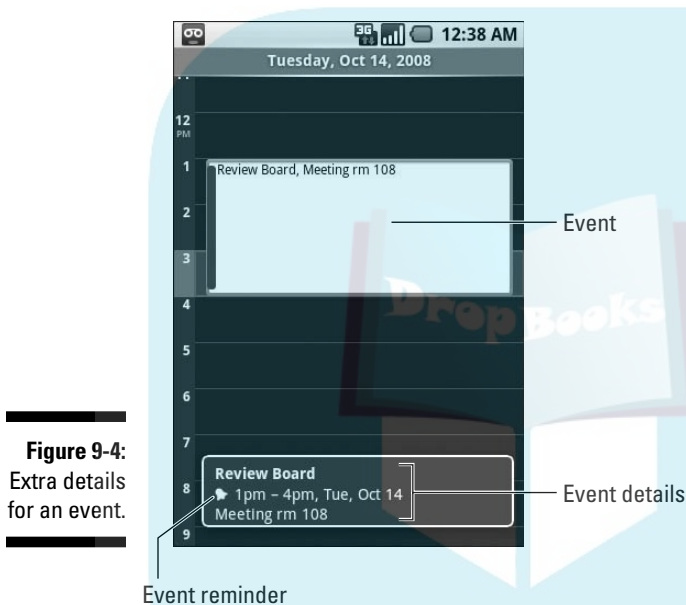 3G 12:38 AM
Tuesday, Oct 14, 2008
12
PM
1
Review Board, Meeting rm 108
2
Event
3
DropBooks
4
5
6
7
Figure 9-4:
Extra details
for an event.
Review Board
8
1pm – 4pm, Tue, Oct 14
Event details
Meeting rm 108
9
Event reminder